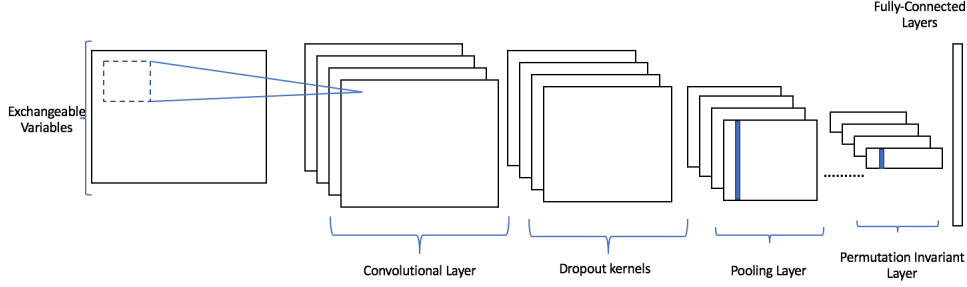 Fully-Connected
Layers
Exchangeable
Variables
Convolutional Layer
Dropout kernels
Pooling Layer
Permutation Invariant
Layer